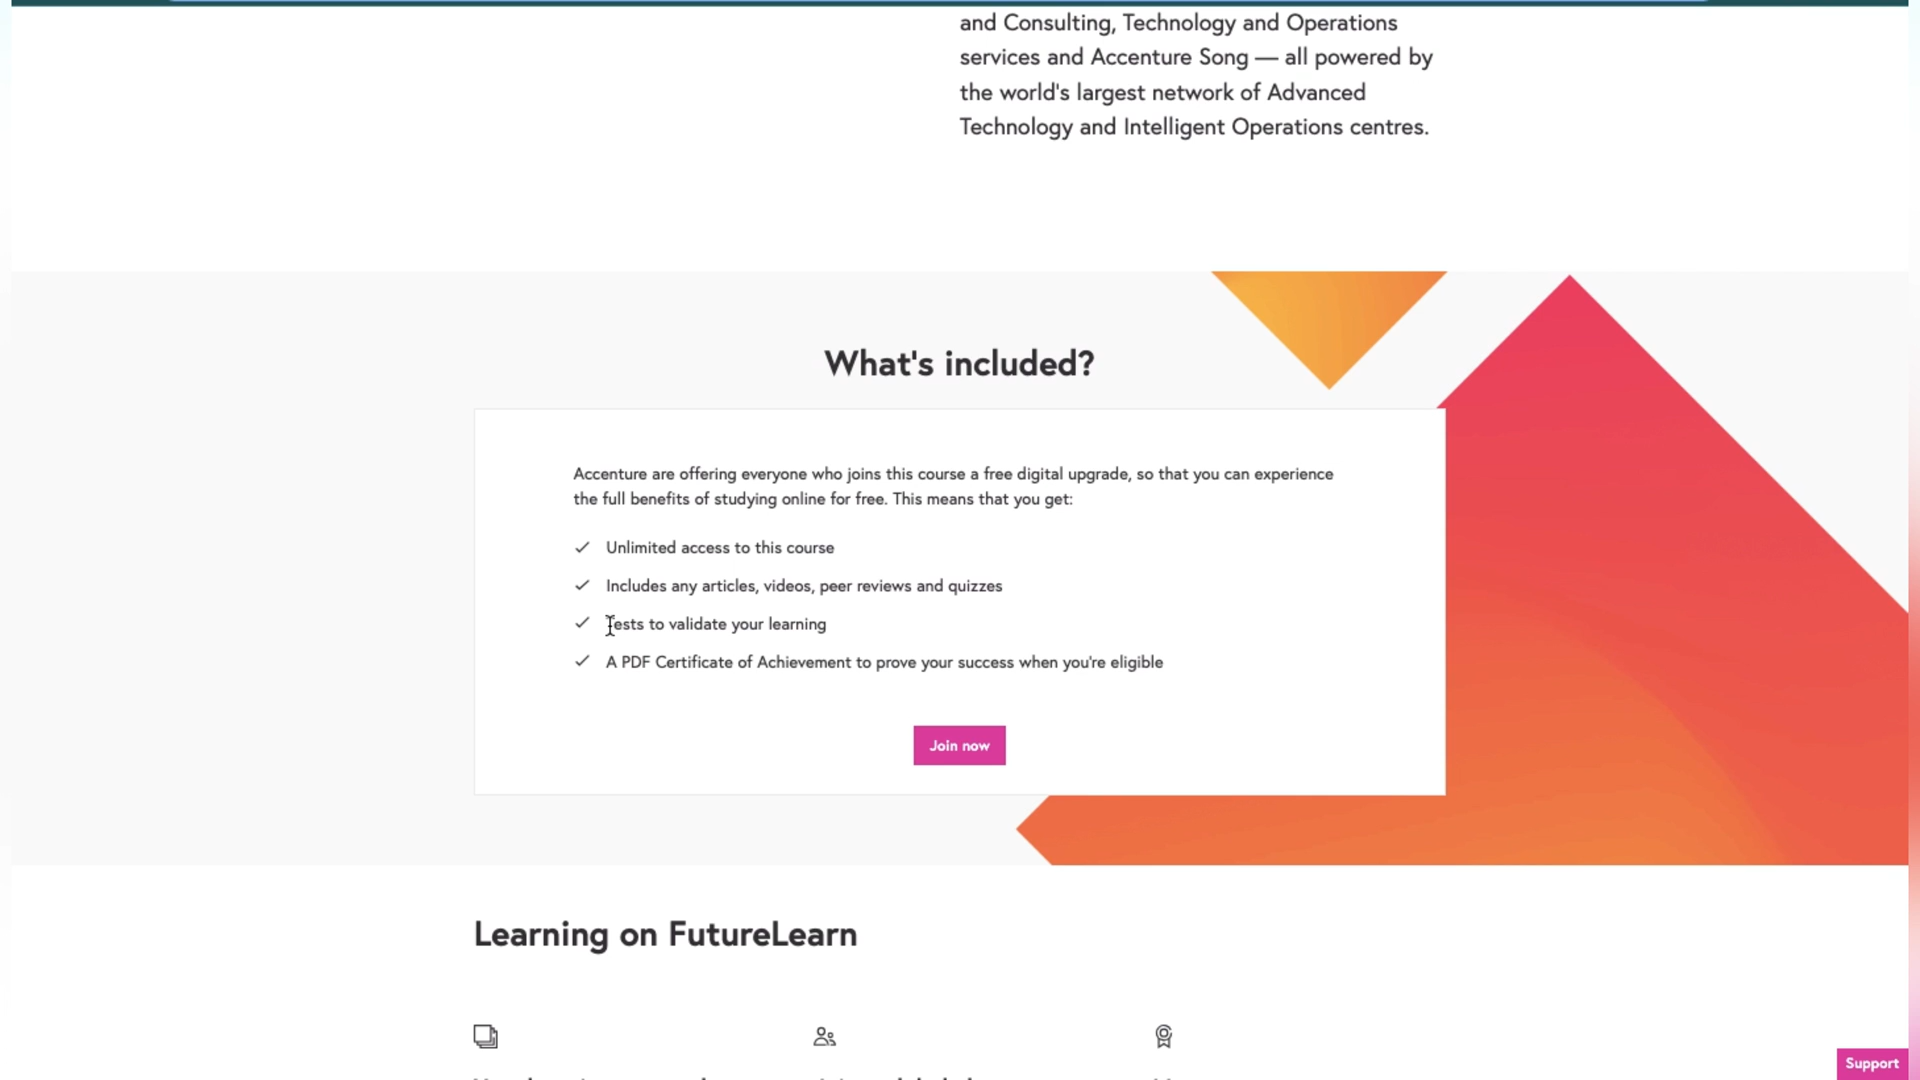 and Consulting, Technology and Operations
services and Accenture Song — all powered by
the world's largest network of Advanced
Technology and Intelligent Operations centres.
What's included?
Accenture are offering everyone who joins this course a free digital upgrade, so that you can experience
the full benefits of studying online for free. This means that you get:
Unlimited access to this course
Includes any articles, videos, peer reviews and quizzes
Tests to validate your learning
A PDF Certificate of Achievement to prove your success when you're eligible
Join now
Learning on FutureLearn
Support